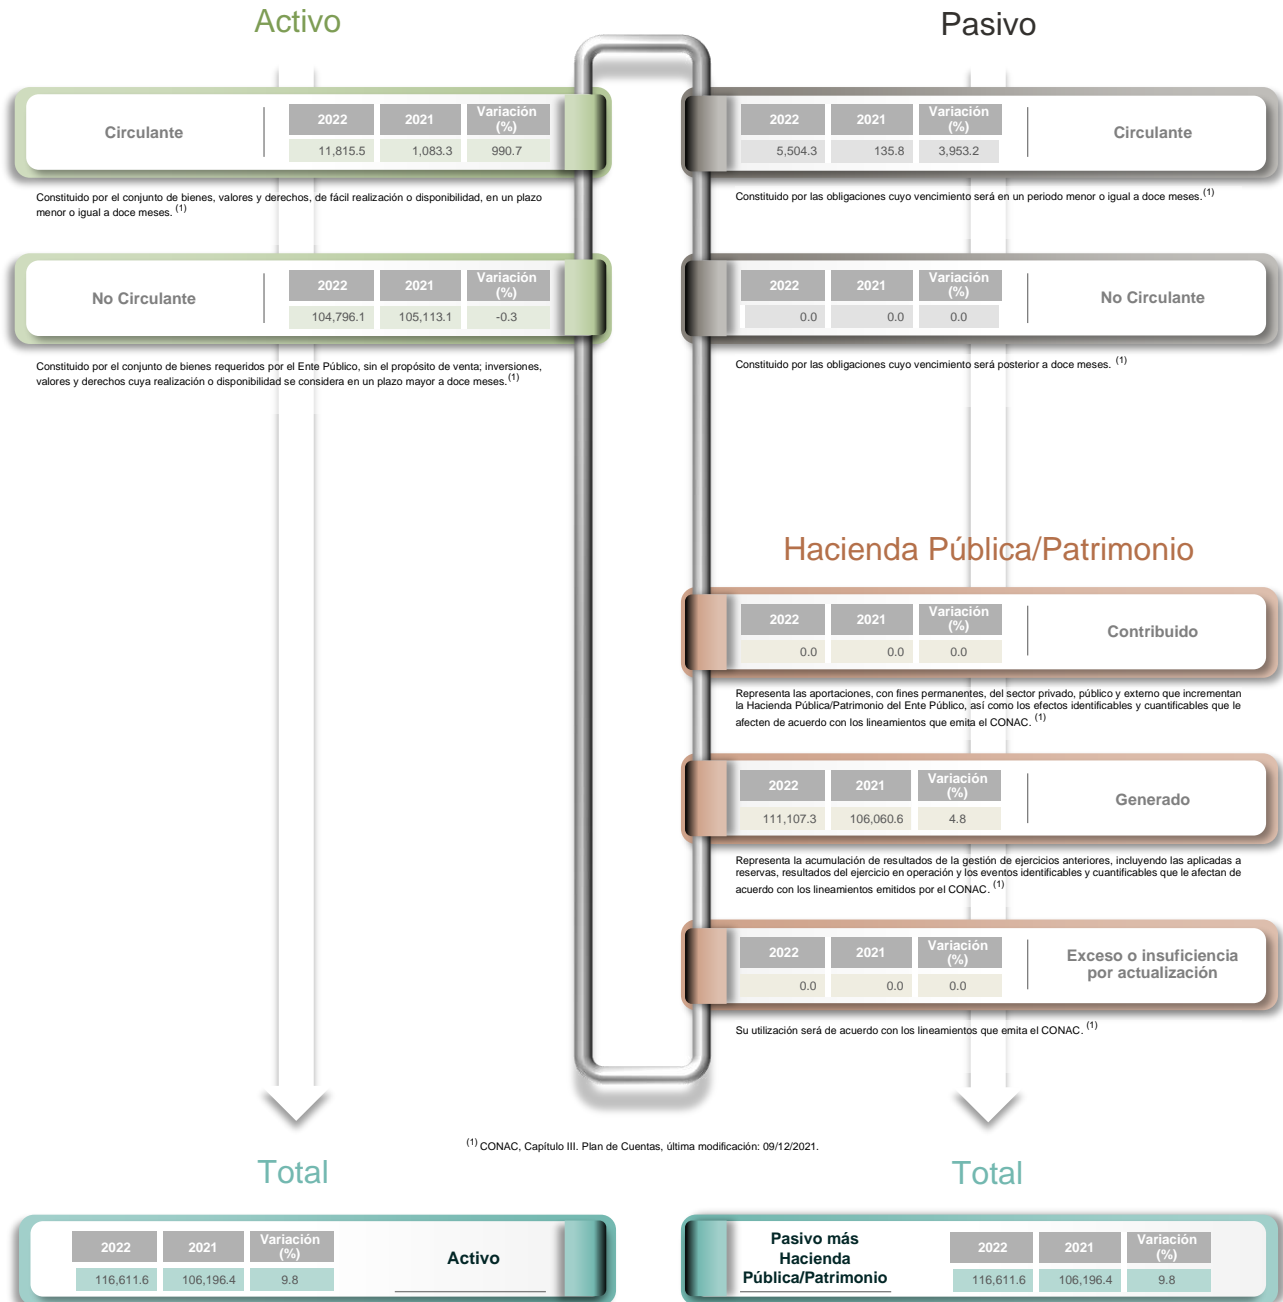 Activo
Circulante
2022 2021 Variación (%)
11,815.5 1,083.3 990.7
Constituido por el conjunto de bienes, valores y derechos, de fácil realización o disponibilidad, en un plazo
menor o igual a doce meses. (1)
No Circulante
2022 2021 Variación (%)
104,796.1 105,113.1 -0.3
Constituido por el conjunto de bienes requeridos por el Ente Público, sin el propósito de venta; inversiones,
valores y derechos cuya realización o disponibilidad se considera en un plazo mayor a doce meses. (1)
Pasivo
2022 2021 Variación (%)
5,504.3 135.8 3,953.2
Circulante
Constituido por las obligaciones cuyo vencimiento será en un periodo menor o igual a doce meses. (1)
2022 2021 Variación (%)
0.0 0.0 0.0
No Circulante
Constituido por las obligaciones cuyo vencimiento será posterior a doce meses. (1)
Hacienda Pública/Patrimonio
2022 2021 Variación (%)
0.0 0.0 0.0
Contribuido
Representa las aportaciones, con fines permanentes, del sector privado, público y externo que incrementan
la Hacienda Pública/Patrimonio del Ente Público, así como los efectos identificables y cuantificables que le
afecten de acuerdo con los lineamientos que emita el CONAC. (1)
2022 2021 Variación (%)
111,107.3 106,060.6 4.8
Generado
Representa la acumulación de resultados de la gestión de ejercicios anteriores, incluyendo las aplicadas a
reservas, resultados del ejercicio en operación y los eventos identificables y cuantificables que le afectan de
acuerdo con los lineamientos emitidos por el CONAC. (1)
2022 2021 Variación (%)
0.0 0.0 0.0
Exceso o insuficiencia
por actualización
Su utilización será de acuerdo con los lineamientos que emita el CONAC. (1)
(1) CONAC, Capítulo III. Plan de Cuentas, última modificación: 09/12/2021.
Total
2022 2021 Variación (%)
116,611.6 106,196.4 9.8
Activo
Total
Pasivo más
Hacienda
Pública/Patrimonio
2022 2021 Variación (%)
116,611.6 106,196.4 9.8